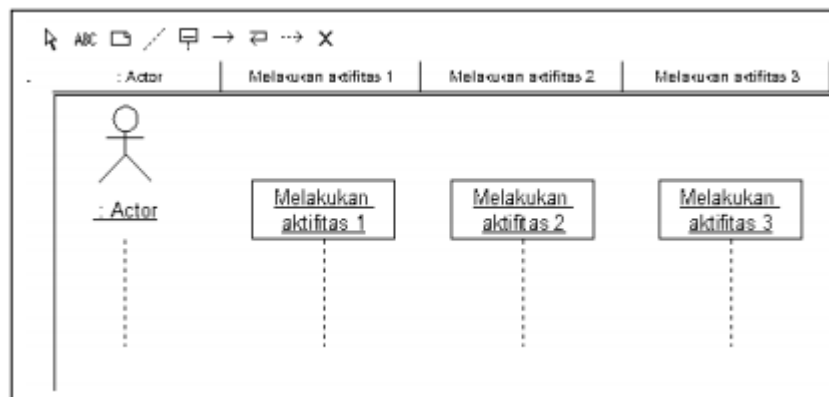 ABC
: Actor
Melakukan aktifitas 1
Melakukan aktifitas 2
Melakukan aktifitas 3
: Actor
Melakukan
aktifitas 1
Melakukan
aktifitas 2
Melakukan
aktifitas 3